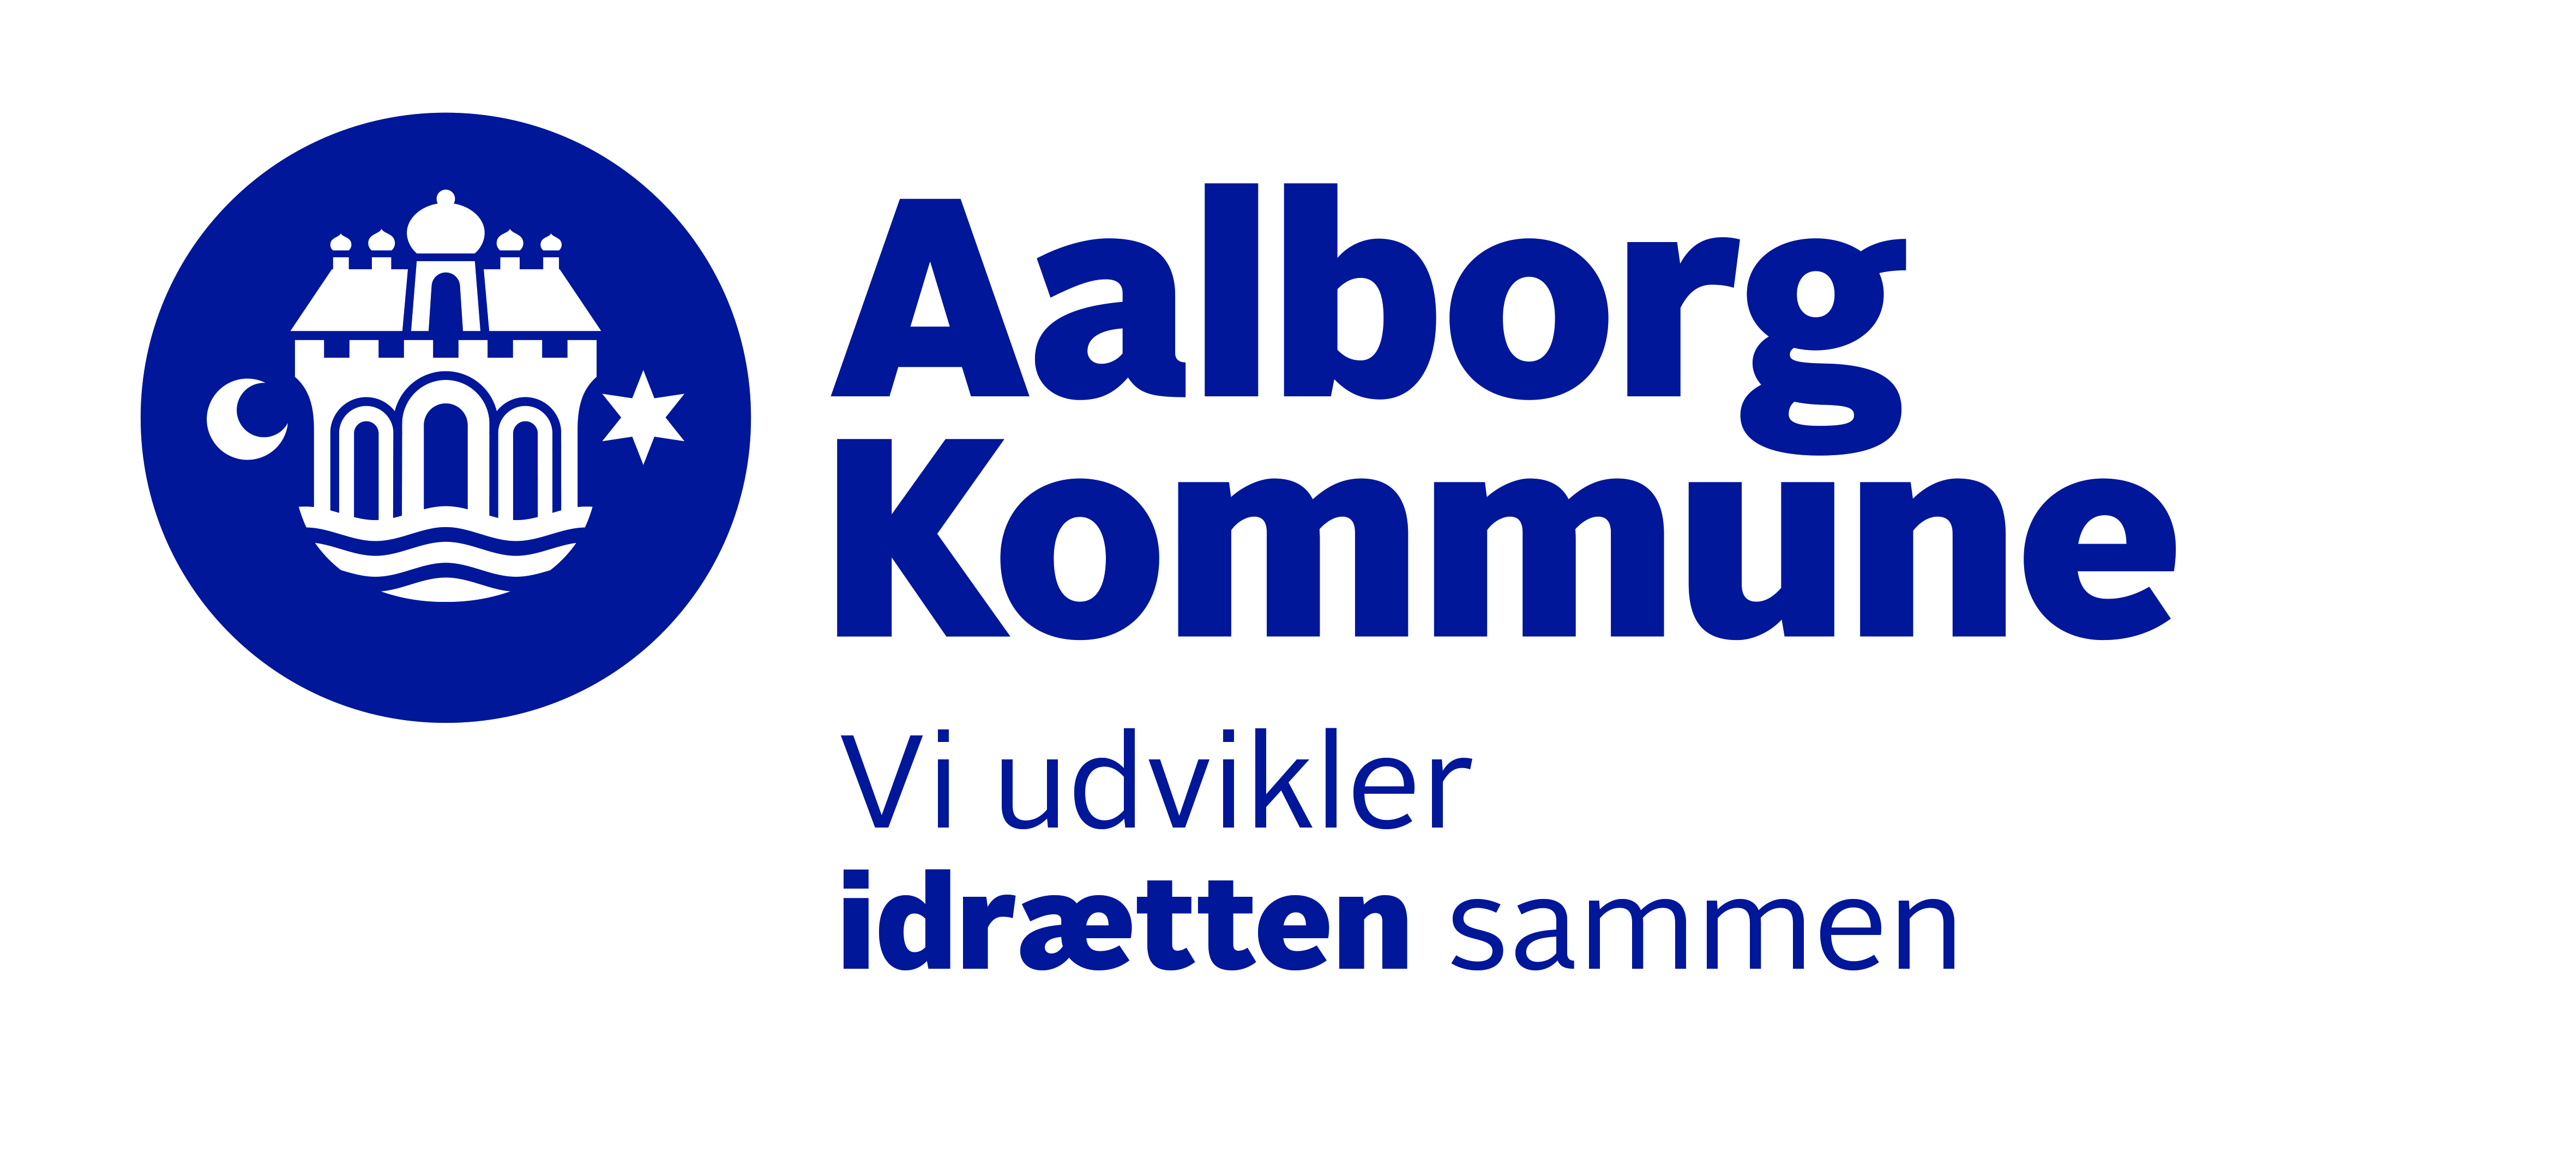 Aalborg
Kommune
Vi udvikler
idrætten sammen